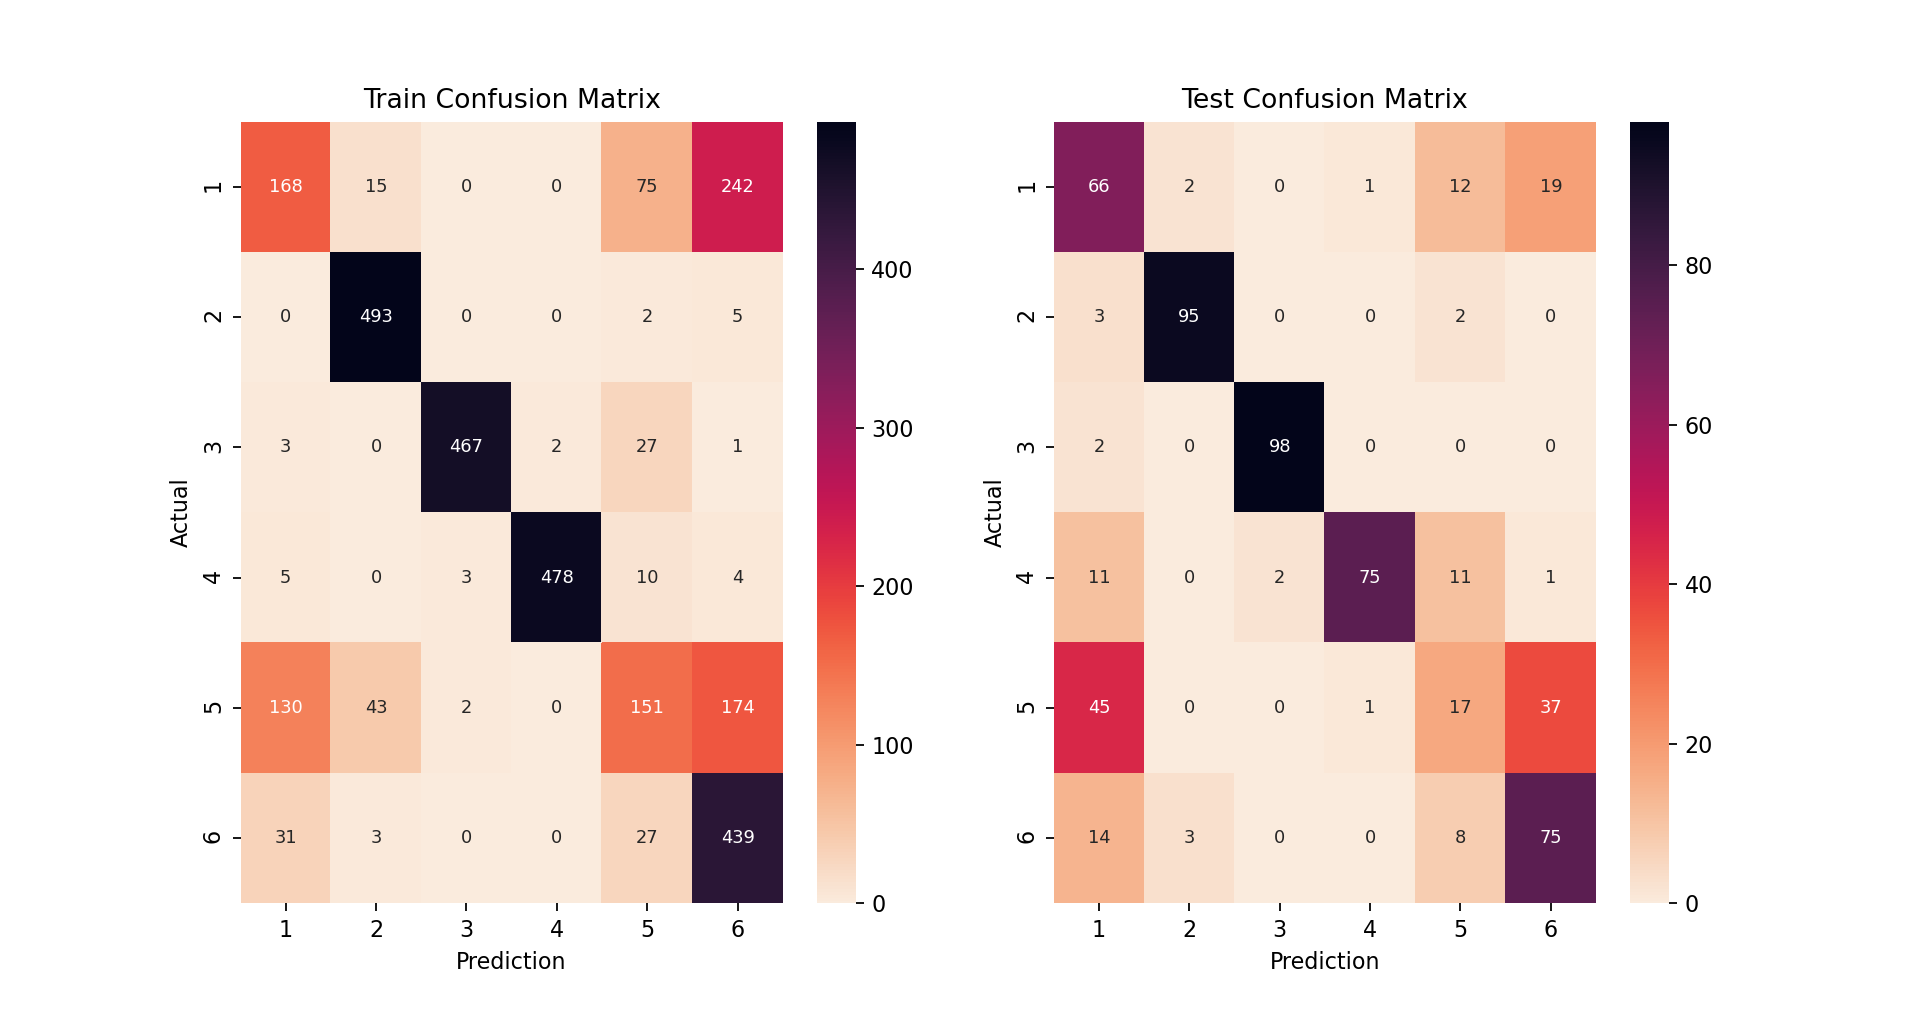 Train Confusion Matrix
1 168 15 0 0 75 242
2 0 493 0 0 2 5
3 3 0 467 2 27 1
4 5 0 3 478 10 4
5 130 43 2 0 151 174
6 31 3 0 0 27 439
1 2 3 4 5 6
Prediction
Actual
400
300
200
100
0
Test Confusion Matrix
1 66 2 0 1 12 19
2 3 95 0 0 2 0
3 2 0 98 0 0 0
4 11 0 2 75 11 1
5 45 0 0 1 17 37
6 14 3 0 0 8 75
1 2 3 4 5 6
Prediction
Actual
80
60
40
20
0